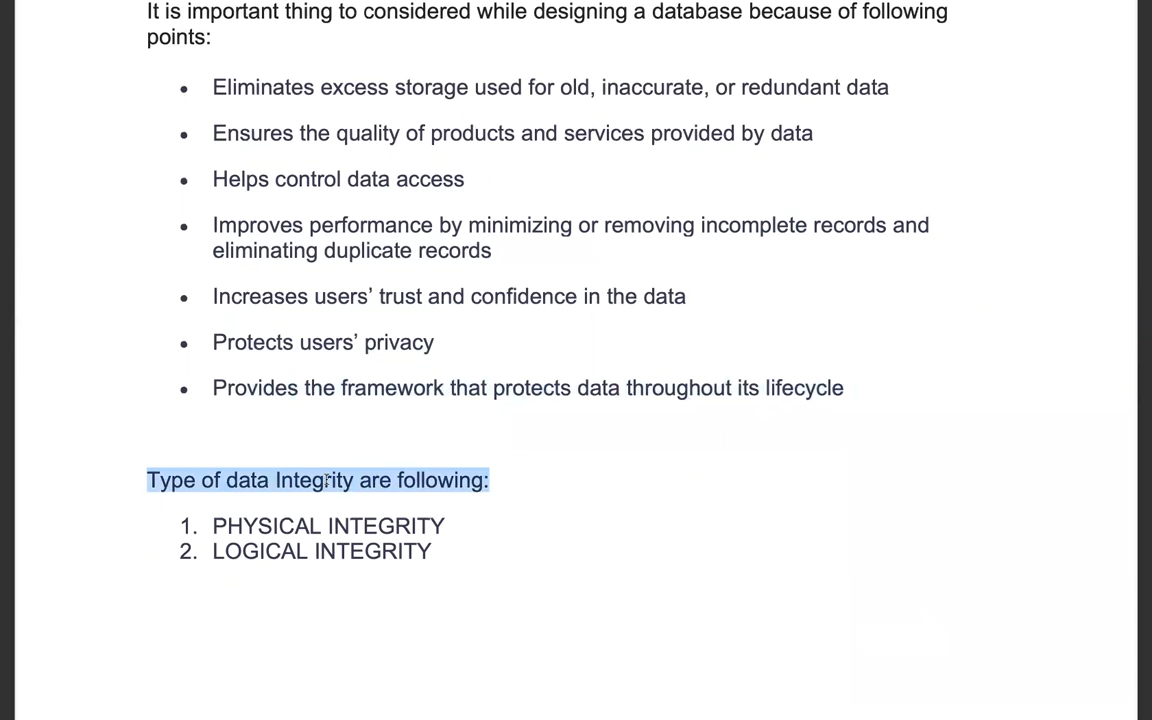 It is important thing to considered while designing a database because of following
points:
• Eliminates excess storage used for old, inaccurate, or redundant data
• Ensures the quality of products and services provided by data
• Helps control data access
• Improves performance by minimizing or removing incomplete records and
eliminating duplicate records
• Increases users’ trust and confidence in the data
• Protects users’ privacy
• Provides the framework that protects data throughout its lifecycle
Type of data Integrity are following:
1. PHYSICAL INTEGRITY
2. LOGICAL INTEGRITY